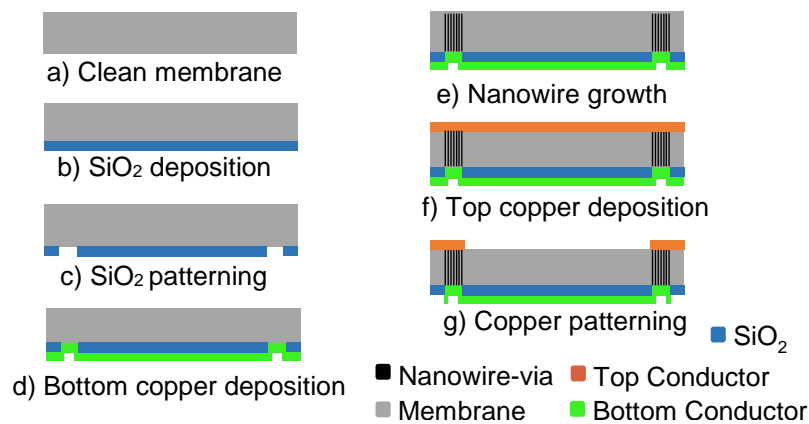 a) Clean membrane
b) SiO₂ deposition
c) SiO₂ patterning
d) Bottom copper deposition
e) Nanowire growth
f) Top copper deposition
g) Copper patterning
SiO₂
Nanowire-via
Top Conductor
Membrane
Bottom Conductor